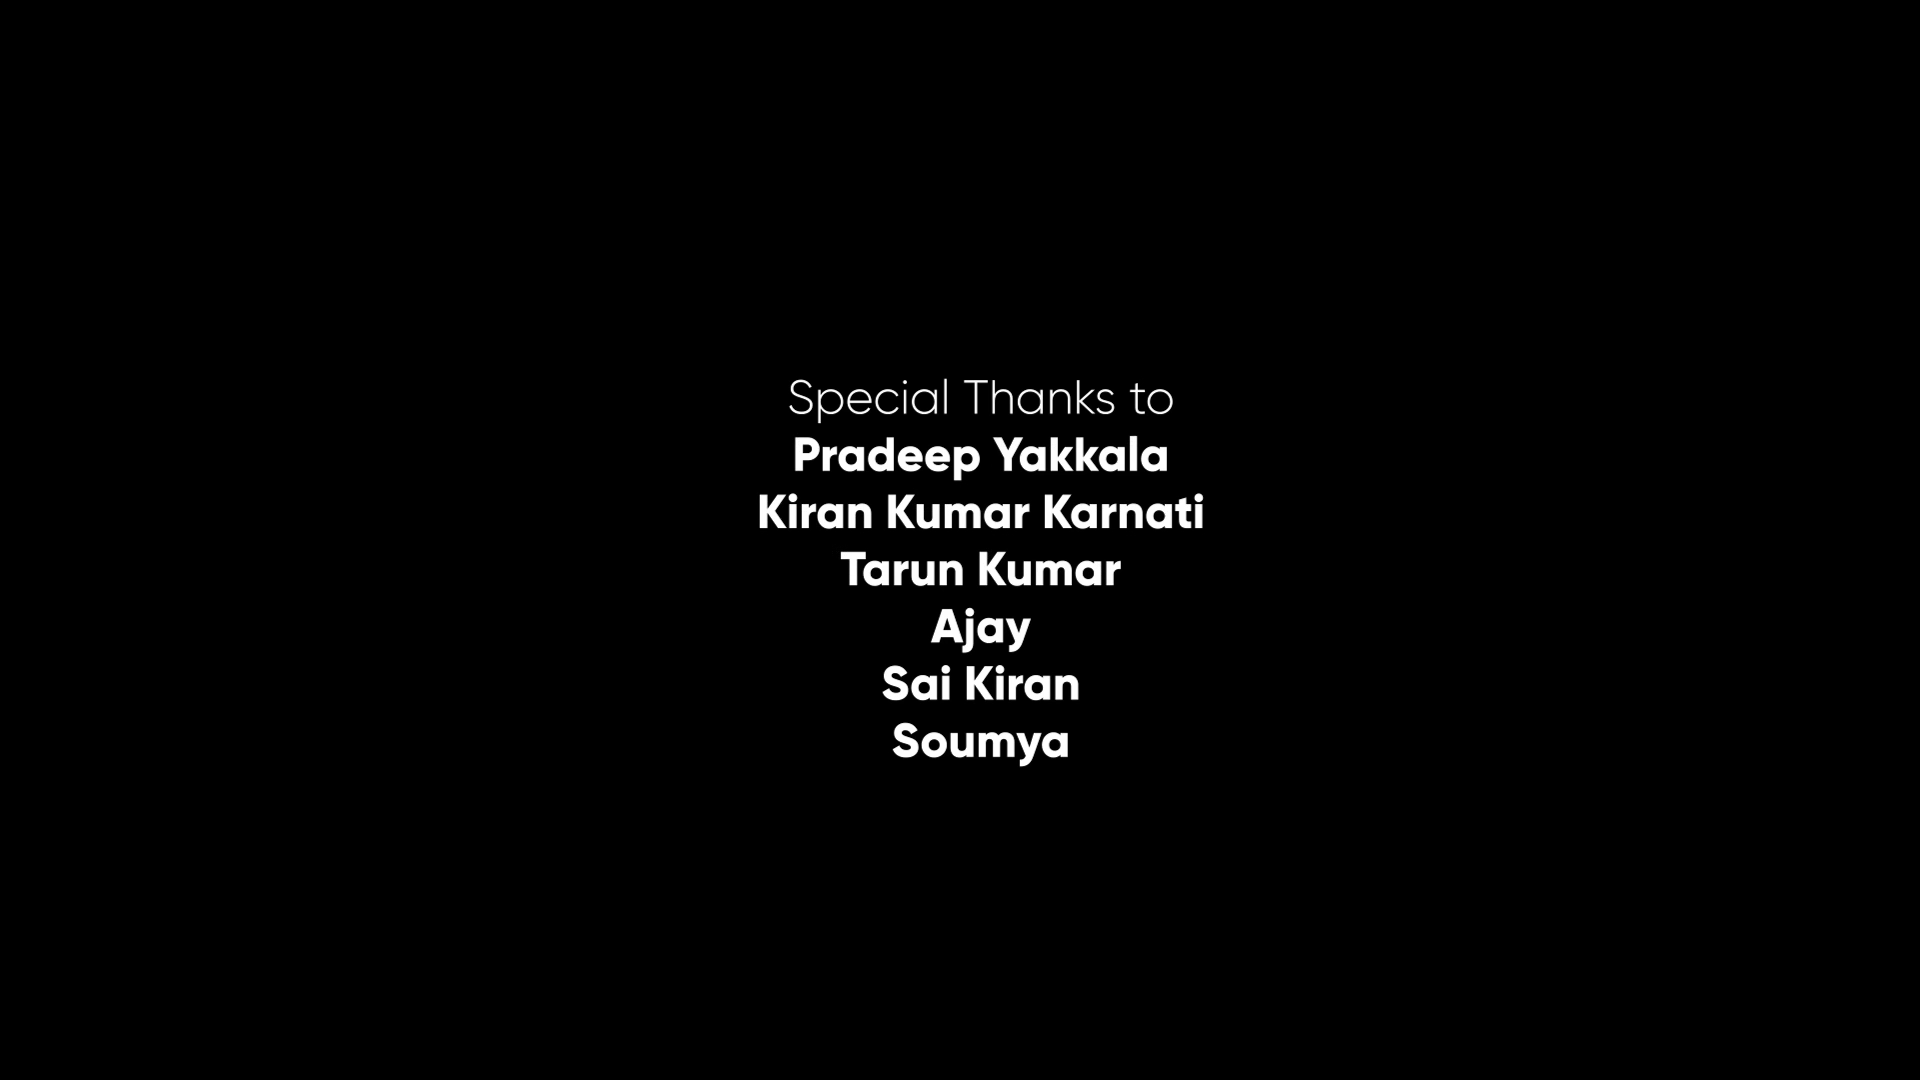 Special Thanks to
Pradeep Yakkala
Kiran Kumar Karnati
Tarun Kumar
Ajay
Sai Kiran
Soumya